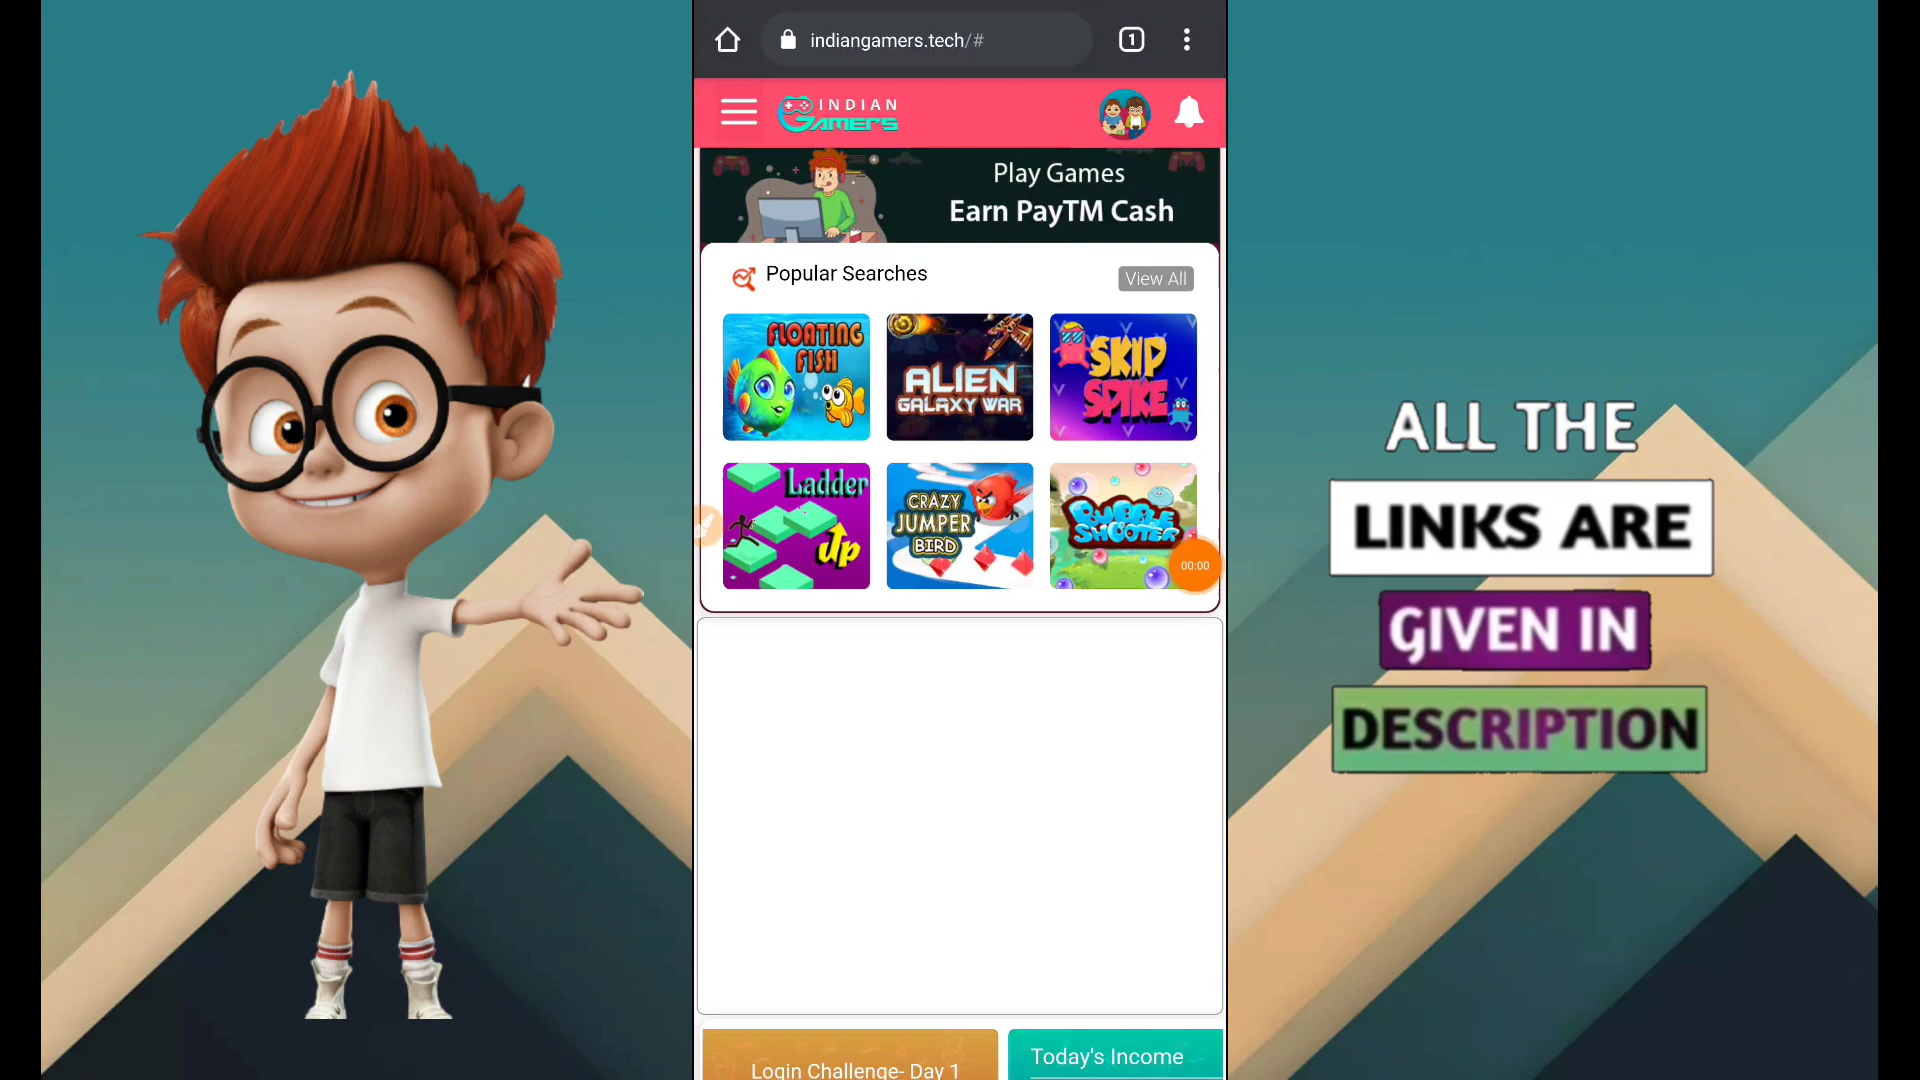 indiangamers.tech/#
1
INDIAN
GAMERS
Play Games
Earn PayTM Cash
Popular Searches
View All
FLOATING
FISH
ALIEN
GALAXY WAR
SKIP
SPIKE
Ladder
Up
CRAZY
JUMPER
BIRD
BUBBLE
SHOOTER
00:00
Login Challenge- Day 1
Today's Income
ALL THE
LINKS ARE
GIVEN IN
DESCRIPTION